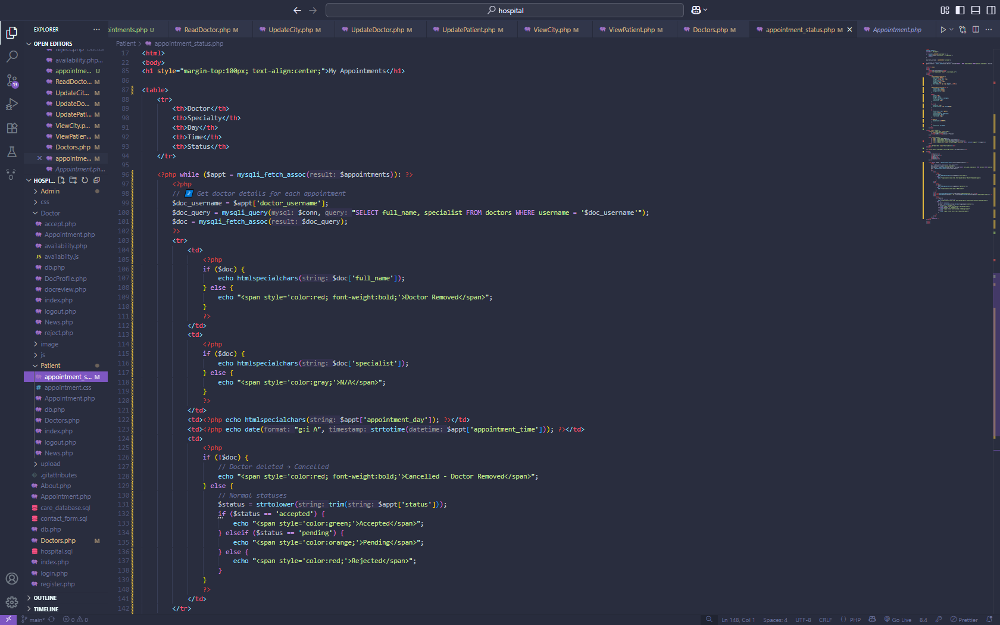 hospital
EXPLORER
ointments.php U
ReadDoctor.php M
UpdateCity.php M
UpdateDoctor.php M
UpdatePatient.php M
ViewCity.php M
ViewPatient.php M
Doctors.php M
appointment_status.php M
Appointment.php
OPEN EDITORS
reject.php Doctor
availability.php...
appointme... U
ReadDocto... M
UpdateCit... M
UpdateDo... M
UpdatePati... M
ViewCity.p... M
ViewPatien... M
Doctors.php M
appointme... M
Appointment.ph...
HOSPI...
Admin
css
Doctor
accept.php
Appointment.php
availability.php
JS availabilty.js
db.php
DocProfile.php
docreview.php
index.php
logout.php
News.php
reject.php
image
js
Patient
appointment_s... M
# appointment.css
Appointment.php
db.php
Doctors.php
index.php
logout.php
News.php
upload
.gitattributes
About.php
Appointment.php
care_database.sql
contact_form.sql
db.php
Doctors.php M
hospital.sql
index.php
login.php
register.php
OUTLINE
TIMELINE
13
Patient > appointment_status.php
17 <html>
22 <body>
85 <h1 style="margin-top:100px; text-align:center;">My Appointments</h1>
86
87 <table>
88 <tr>
89 <th>Doctor</th>
90 <th>Specialty</th>
91 <th>Day</th>
92 <th>Time</th>
93 <th>Status</th>
94 </tr>
95
96 <?php while ($appt = mysqli_fetch_assoc(result: $appointments)): ?>
97 <?php
98 // 2️⃣ Get doctor details for each appointment
99 $doc_username = $appt['doctor_username'];
100 $doc_query = mysqli_query(mysql: $conn, query: "SELECT full_name, specialist FROM doctors WHERE username = '$doc_username'");
101 $doc = mysqli_fetch_assoc(result: $doc_query);
102 ?>
103 <tr>
104 <td>
105 <?php
106 if ($doc) {
107 echo htmlspecialchars(string: $doc['full_name']);
108 } else {
109 echo "<span style='color:red; font-weight:bold;'>Doctor Removed</span>";
110 }
111 ?>
112 </td>
113 <td>
114 <?php
115 if ($doc) {
116 echo htmlspecialchars(string: $doc['specialist']);
117 } else {
118 echo "<span style='color:gray;'>N/A</span>";
119 }
120 ?>
121 </td>
122 <td><?php echo htmlspecialchars(string: $appt['appointment_day']); ?></td>
123 <td><?php echo date(format: "g:i A", timestamp: strtotime(datetime: $appt['appointment_time'])); ?></td>
124 <td>
125 <?php
126 if (!$doc) {
127 // Doctor deleted → Cancelled
128 echo "<span style='color:red; font-weight:bold;'>Cancelled - Doctor Removed</span>";
129 } else {
130 // Normal statuses
131 $status = strtolower(string: trim(string: $appt['status']));
132 if ($status == 'accepted') {
133 echo "<span style='color:green;'>Accepted</span>";
134 } elseif ($status == 'pending') {
135 echo "<span style='color:orange;'>Pending</span>";
136 } else {
137 echo "<span style='color:red;'>Rejected</span>";
138 }
139 }
140 ?>
141 </td>
142 </tr>
main* 0 0
Ln 148, Col 1 Spaces: 4 UTF-8 CRLF {} PHP Go Live 8.4 Prettier